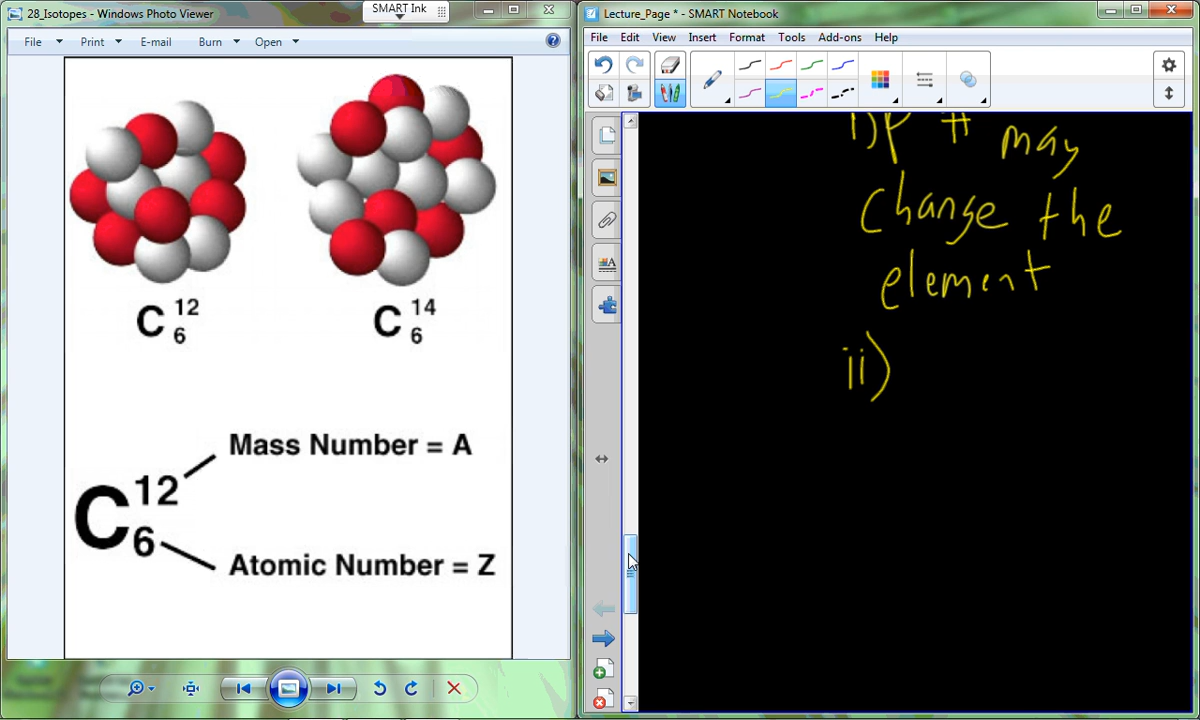 28_Isotopes - Windows Photo Viewer
SMART Ink
File Print E-mail Burn Open
C 12 6
C 14 6
Mass Number = A
C 12 6
Atomic Number = Z
Lecture_Page * - SMART Notebook
File Edit View Insert Format Tools Add-ons Help
i) p # may
change the
element
ii)